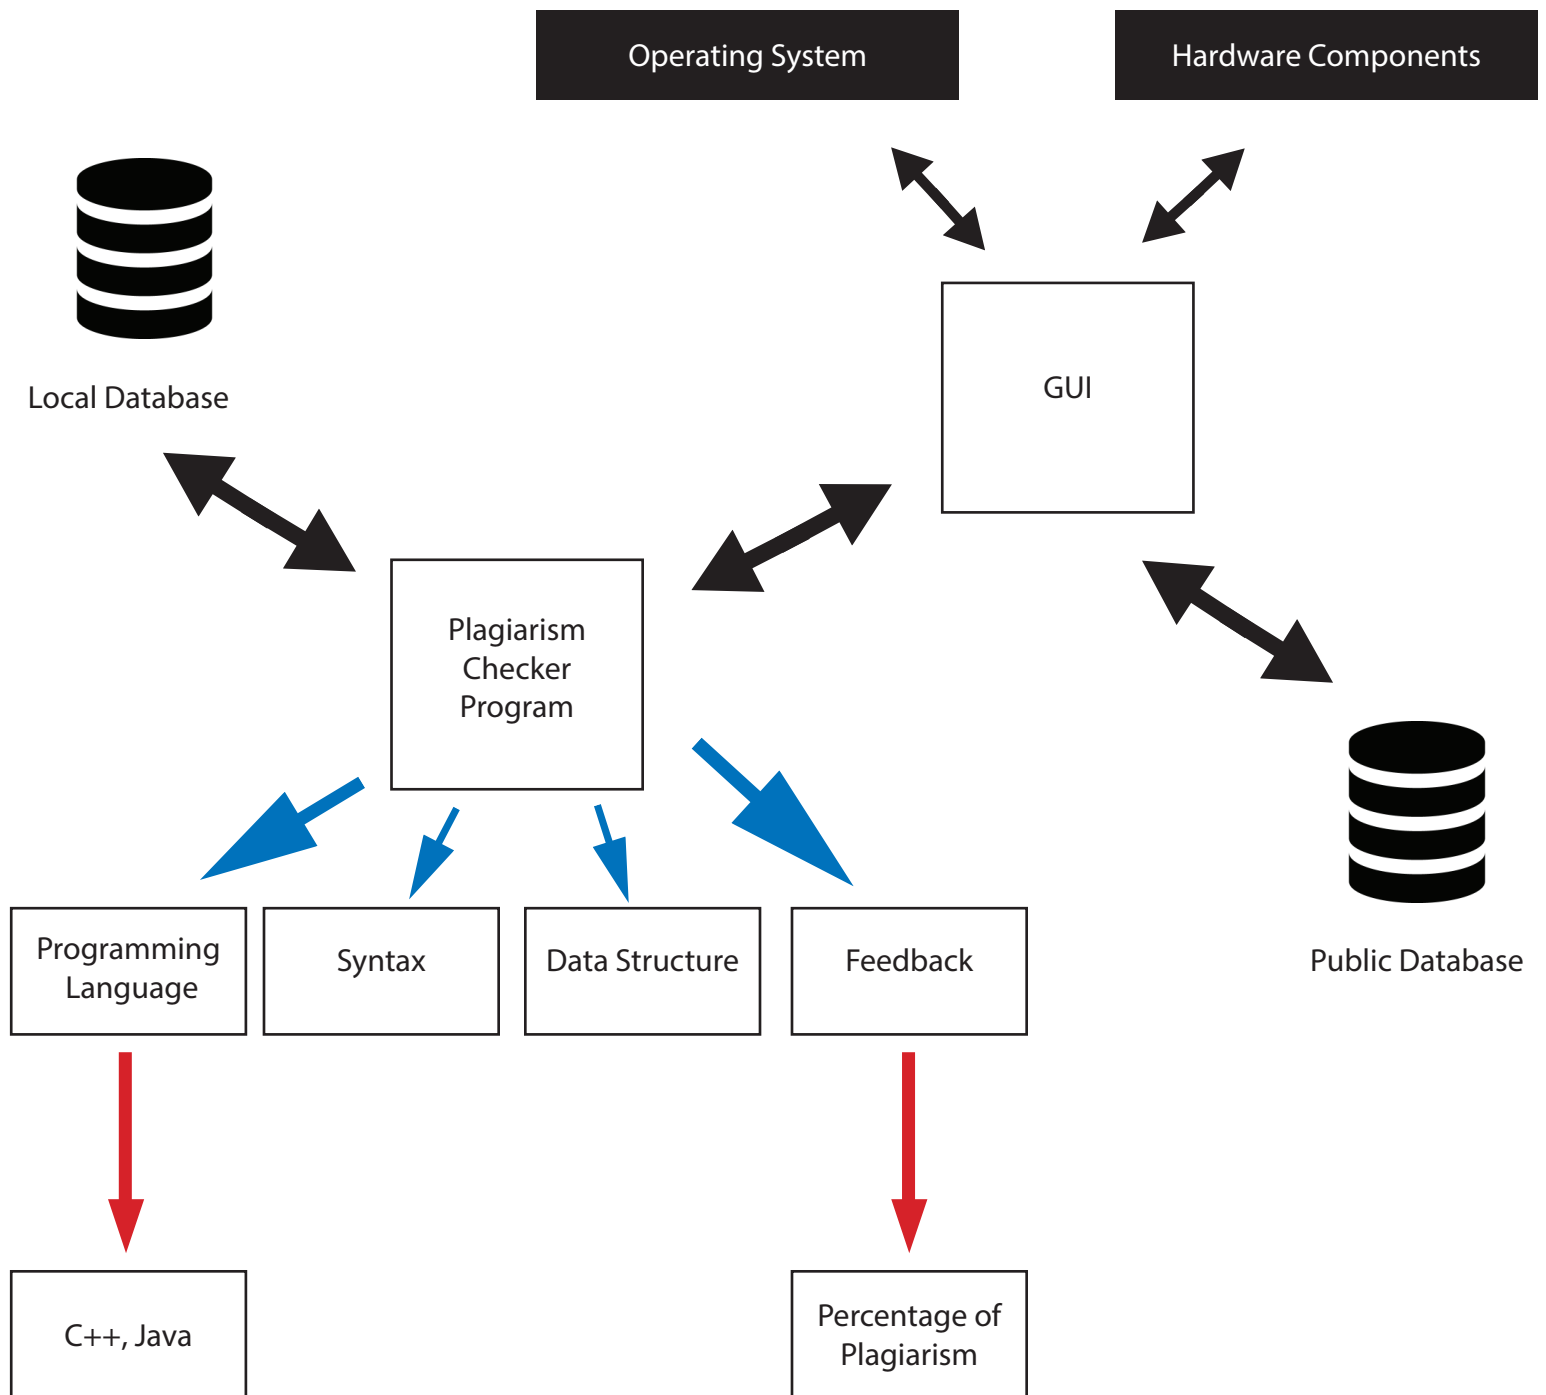 Operating System
Hardware Components
Local Database
GUI
Plagiarism
Checker
Program
Programming
Language
Syntax
Data Structure
Feedback
Public Database
C++, Java
Percentage of
Plagiarism